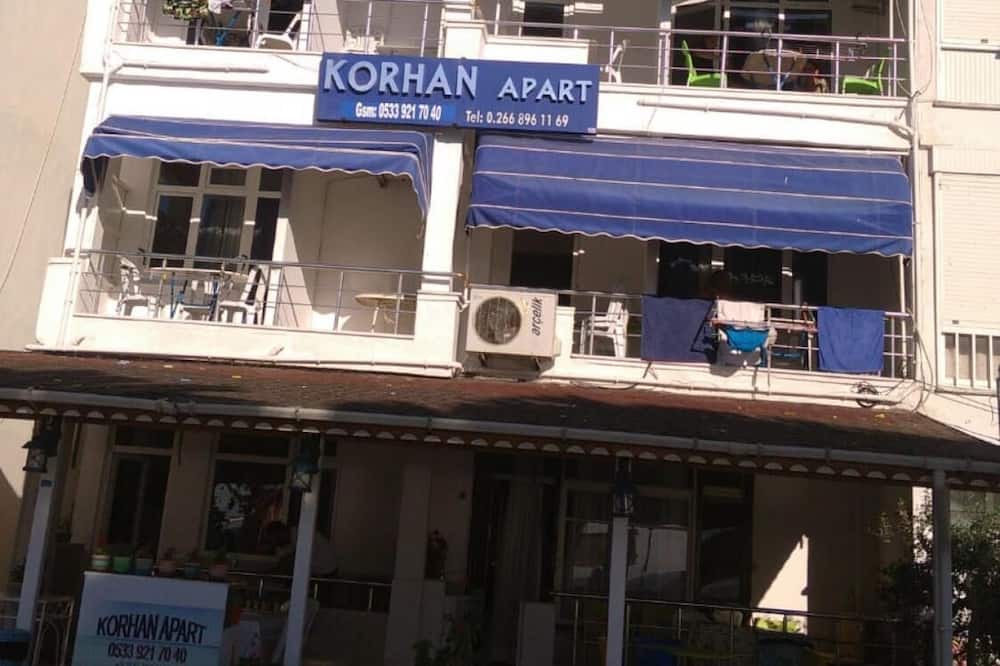 KORHAN APART
Gsm: 0533 921 70 40 Tel: 0.266 896 11 69
arçelik
KORHAN APART
0533 921 70 40